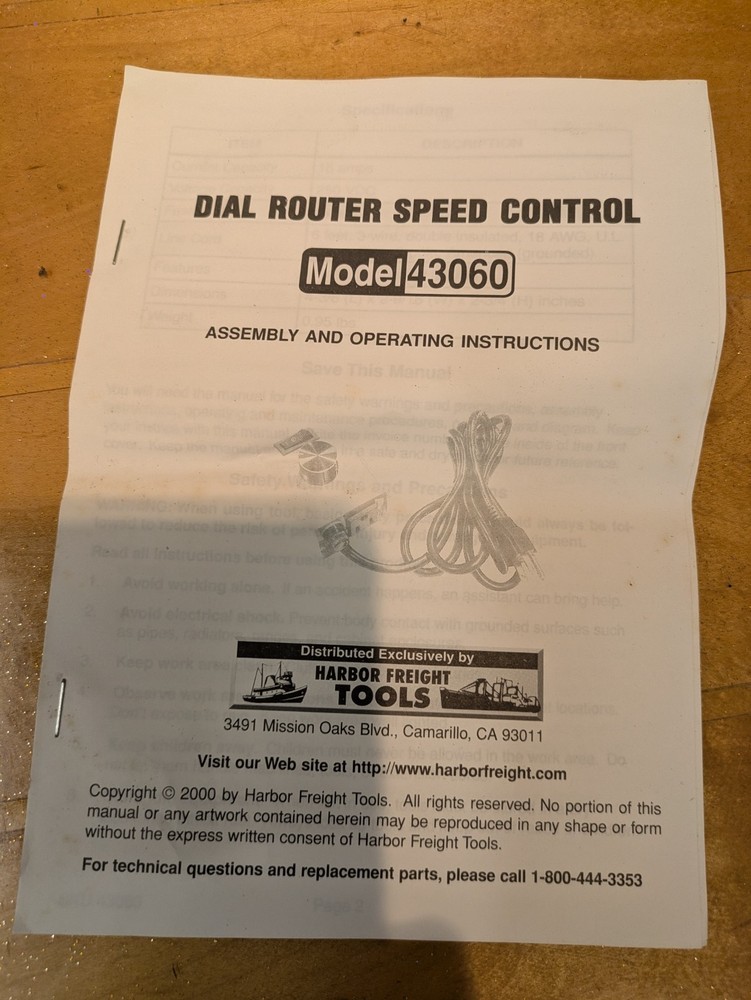 DIAL ROUTER SPEED CONTROL
Model 43060
ASSEMBLY AND OPERATING INSTRUCTIONS
Distributed Exclusively by
HARBOR FREIGHT
TOOLS
3491 Mission Oaks Blvd., Camarillo, CA 93011
Visit our Web site at http://www.harborfreight.com
Copyright © 2000 by Harbor Freight Tools. All rights reserved. No portion of this
manual or any artwork contained herein may be reproduced in any shape or form
without the express written consent of Harbor Freight Tools.
For technical questions and replacement parts, please call 1-800-444-3353